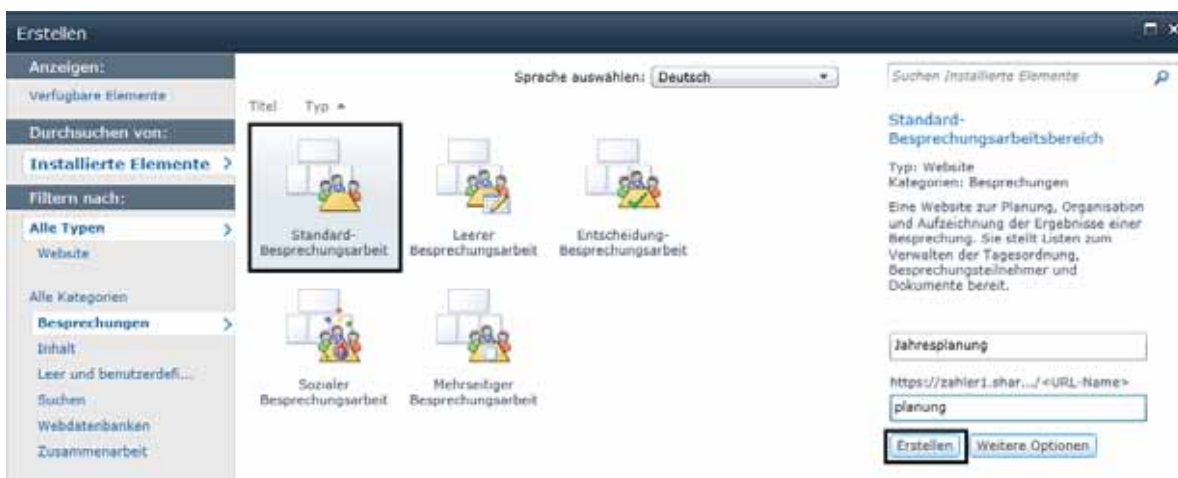 Erstellen
Anzeigen:
Verfügbare Elemente
Durchsuchen von:
Installierte Elemente
Filtern nach:
Alle Typen
Website
Alle Kategorien
Besprechungen
Inhalt
Leer und benutzerdefi...
Suchen
Webdatenbanken
Zusammenarbeit
Sprache auswählen: Deutsch
Titel Typ
Standard-
Besprechungsarbeit
Leerer
Besprechungsarbeit
Entscheidung-
Besprechungsarbeit
Sozialer
Besprechungsarbeit
Mehrseitiger
Besprechungsarbeit
Suchen Installierte Elemente
Standard-
Besprechungsarbeitsbereich
Typ: Website
Kategorien: Besprechungen
Eine Website zur Planung, Organisation
und Aufzeichnung der Ergebnisse einer
Besprechung. Sie stellt Listen zum
Verwalten der Tagesordnung,
Besprechungsteilnehmer und
Dokumente bereit.
Jahresplanung
https://zahler1.shar.../<URL-Name>
planung
Erstellen Weitere Optionen